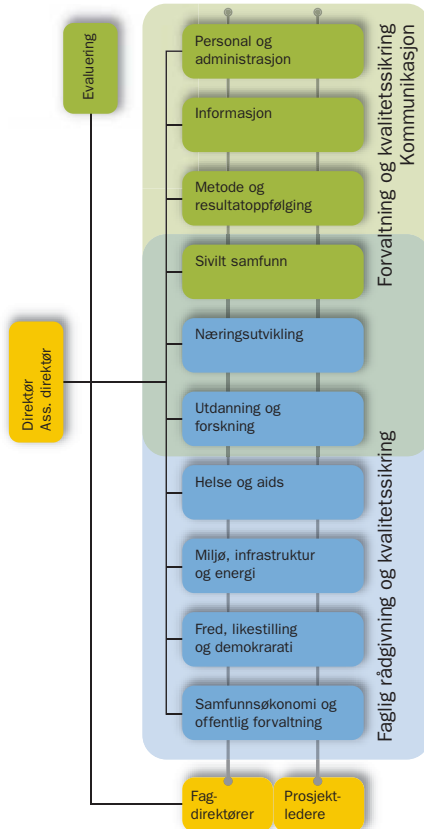 Evaluering
Direktør
Ass. direktør
Personal og
administrasjon
Informasjon
Metode og
resultatoppfølging
Sivilt samfunn
Næringsutvikling
Utdanning og
forskning
Helse og aids
Miljø, infrastruktur
og energi
Fred, likestilling
og demokrarati
Samfunnsøkonomi og
offentlig forvaltning
Fag-
direktører
Prosjekt-
ledere
Forvaltning og kvalitetssikring
Kommunikasjon
Faglig rådgivning og kvalitetssikring